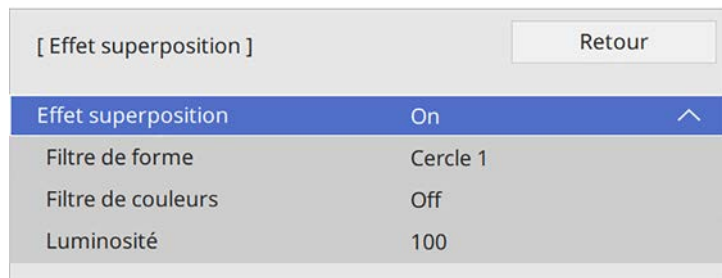 [ Effet superposition ] Retour
Effet superposition On
Filtre de forme Cercle 1
Filtre de couleurs Off
Luminosité 100